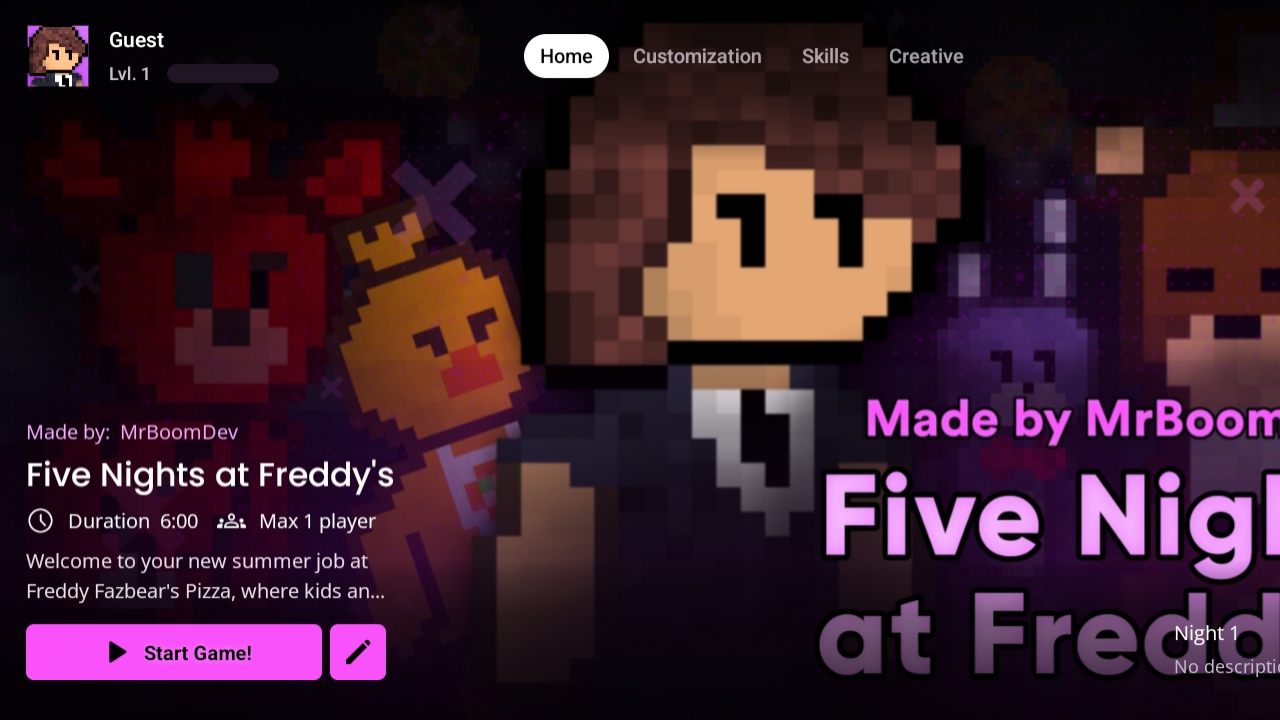 Guest
Lvl. 1
Home
Customization
Skills
Creative
Made by: MrBoomDev
Five Nights at Freddy's
Duration 6:00
Max 1 player
Welcome to your new summer job at
Freddy Fazbear's Pizza, where kids an...
Start Game!
Made by MrBoom
Five Nigh
at Fredd
Night 1
No descriptio